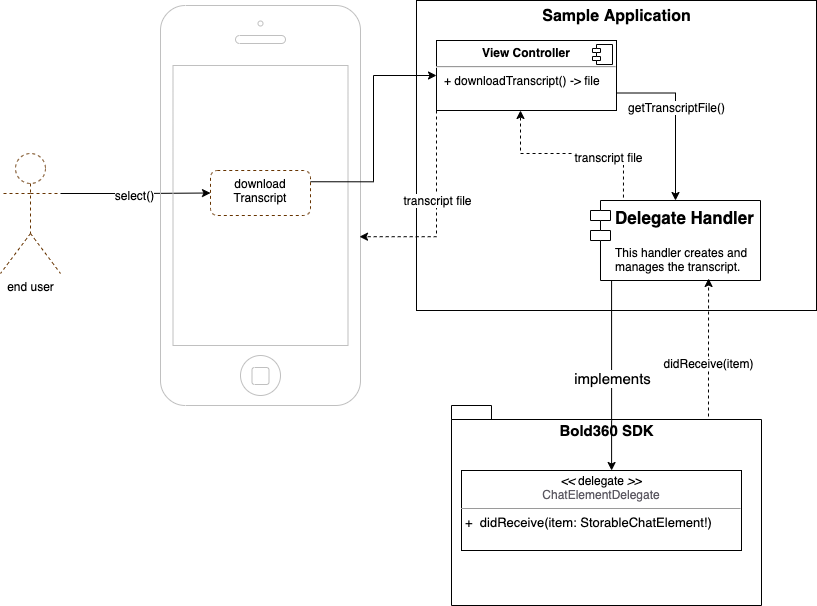 Sample Application
View Controller
+ downloadTranscript() -> file
getTranscriptFile()
transcript file
download
Transcript
select()
transcript file
Delegate Handler
This handler creates and
manages the transcript.
end user
didReceive(item)
implements
Bold360 SDK
<< delegate >>
ChatElementDelegate
+ didReceive(item: StorableChatElement!)